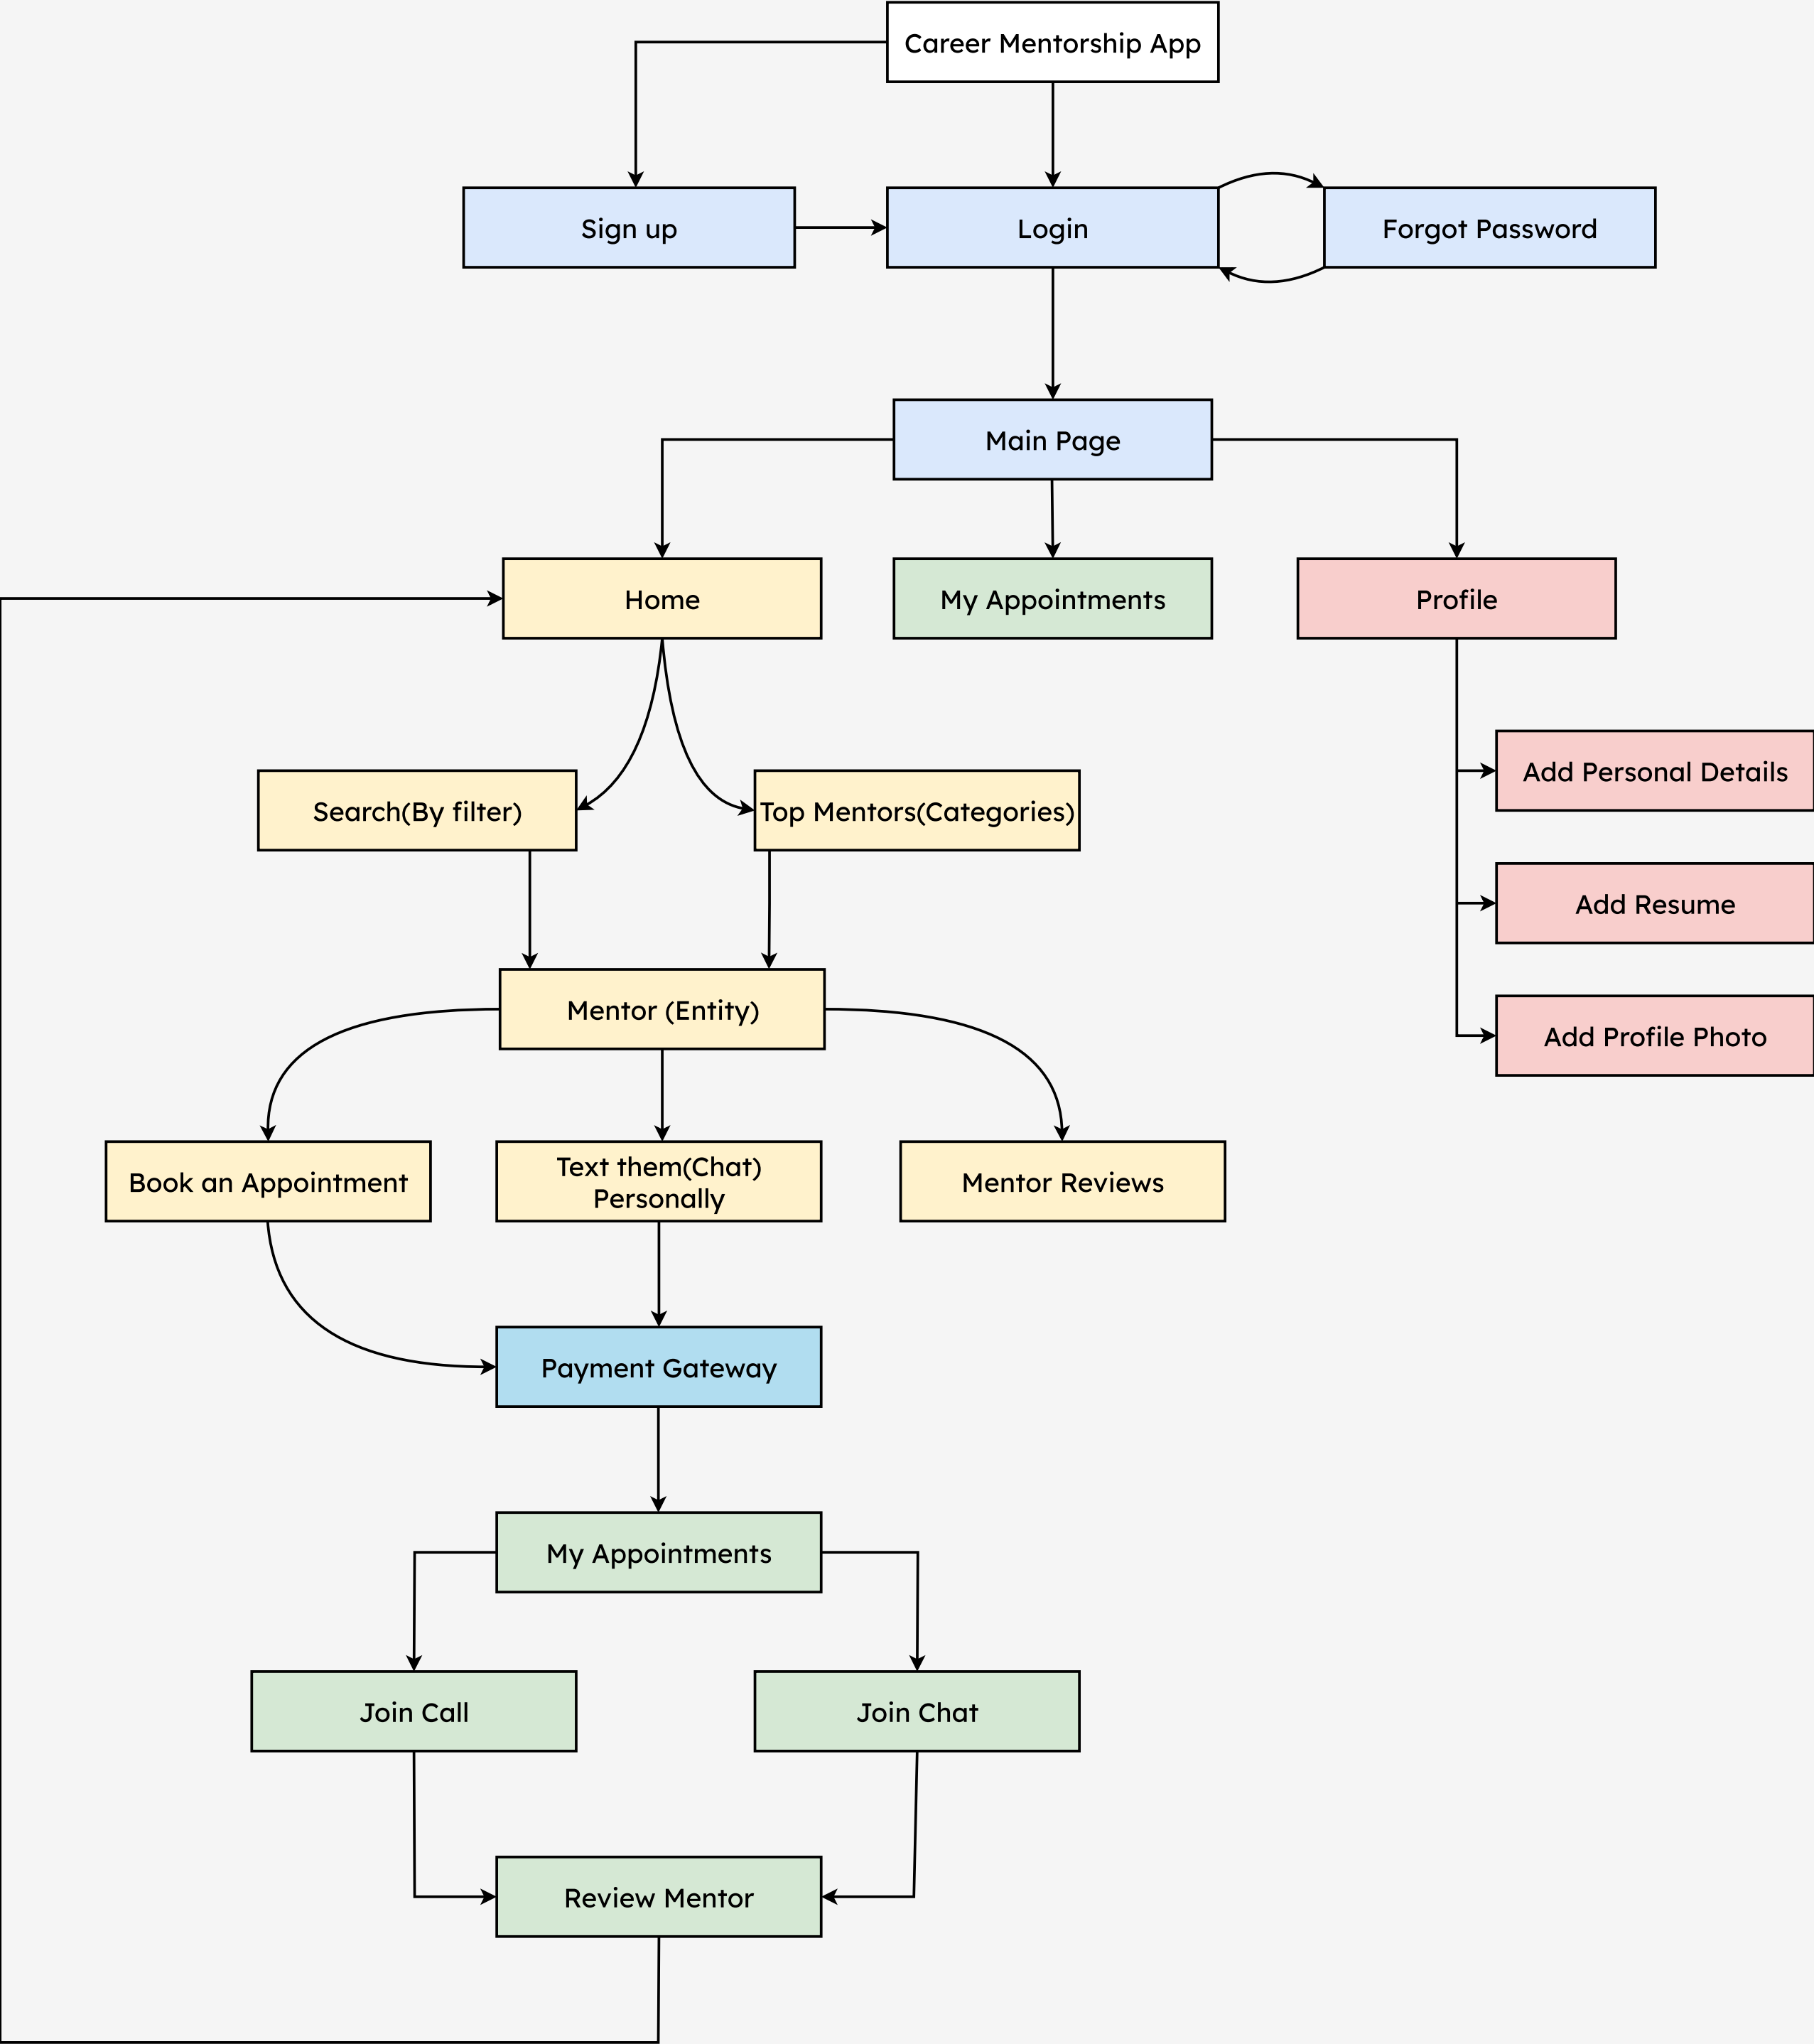 Career Mentorship App
Sign up
Login
Forgot Password
Main Page
Home
My Appointments
Profile
Add Personal Details
Search(By filter)
Top Mentors(Categories)
Add Resume
Mentor (Entity)
Add Profile Photo
Book an Appointment
Text them(Chat)
Personally
Mentor Reviews
Payment Gateway
My Appointments
Join Call
Join Chat
Review Mentor